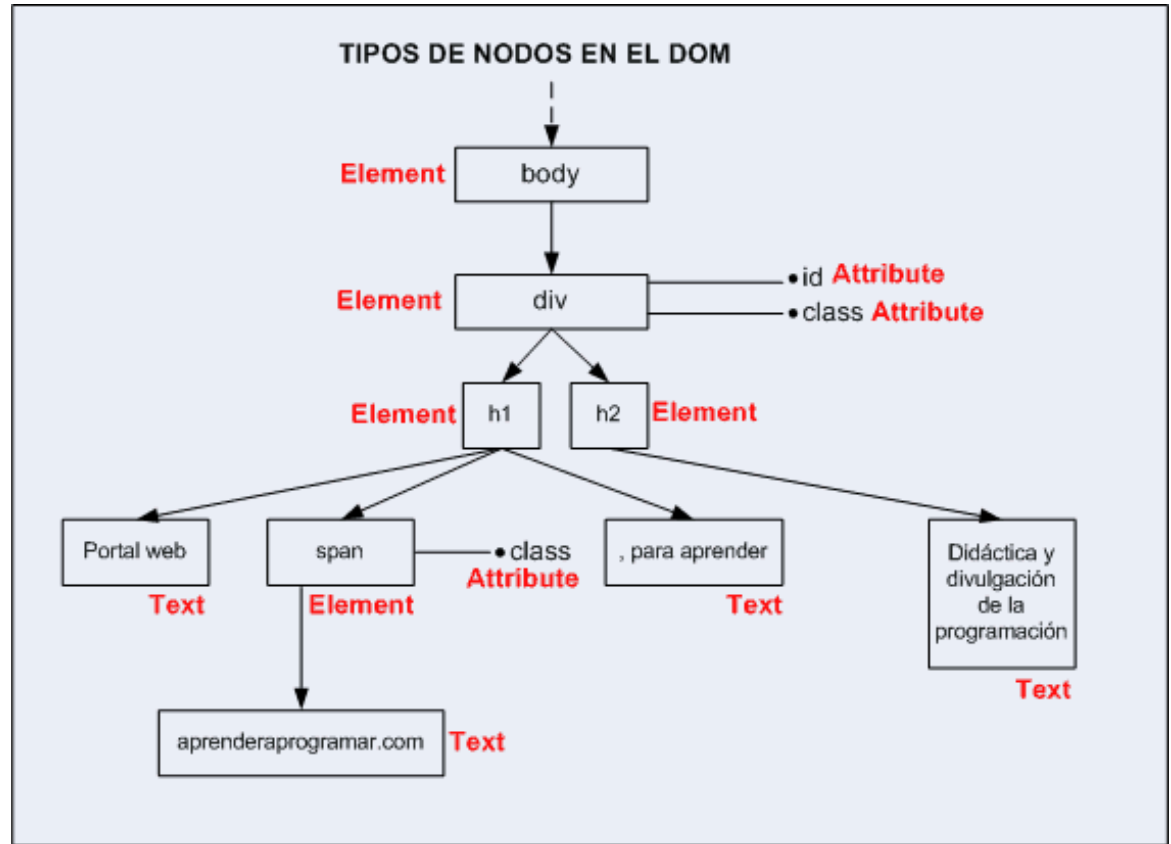 TIPOS DE NODOS EN EL DOM
Element
body
Element
div
id Attribute
class Attribute
Element
h1
h2
Element
Portal web
Text
span
Element
class
Attribute
, para aprender
Text
Didáctica y
divulgación
de la
programación
Text
aprenderaprogramar.com
Text